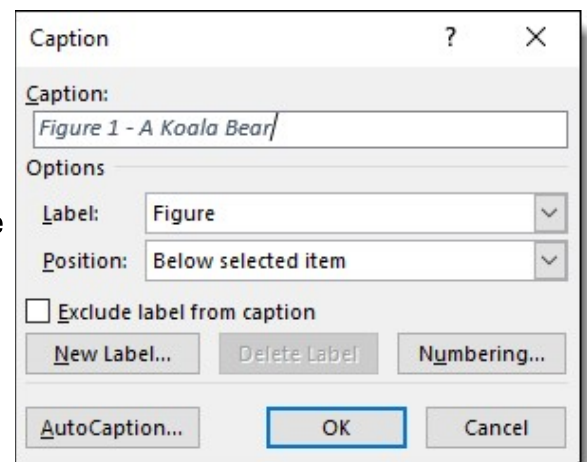 Caption ? ×
Caption:
Figure 1 - A Koala Bear
Options
e
Label: Figure
Position: Below selected item
Exclude label from caption
New Label... Delete Label Numbering...
AutoCaption... OK Cancel